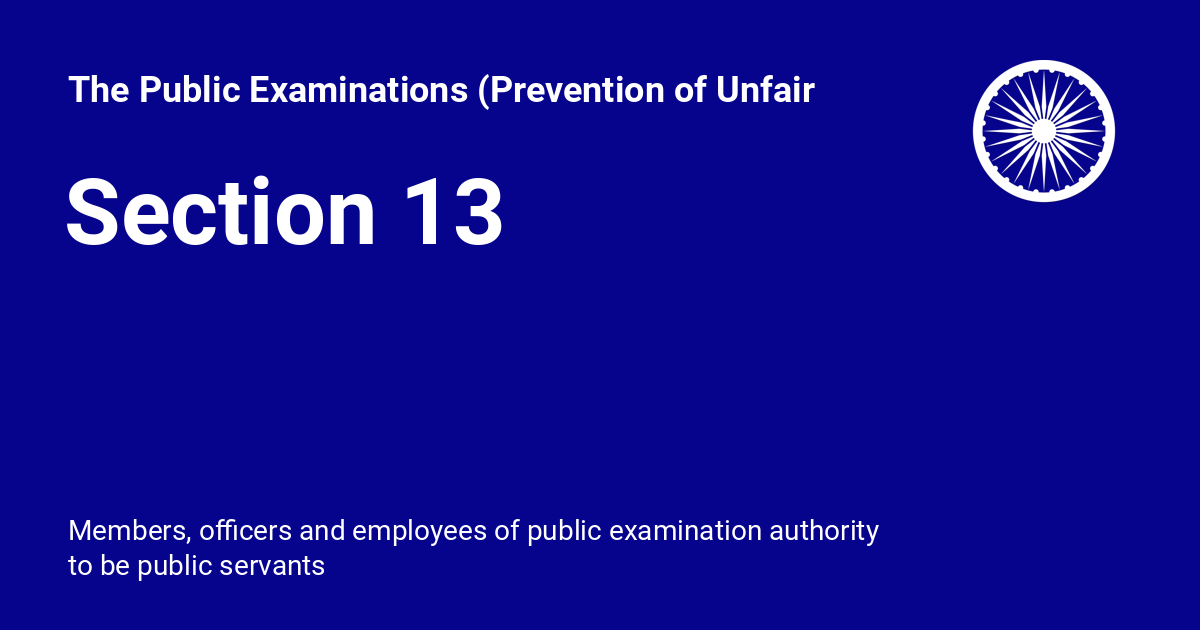 The Public Examinations (Prevention of Unfair
Section 13
Members, officers and employees of public examination authority
to be public servants